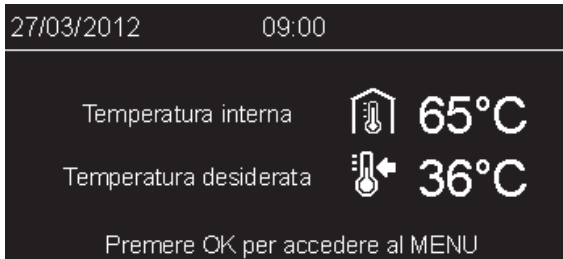 27/03/2012 09:00
Temperatura interna 65°C
Temperatura desiderata 36°C
Premere OK per accedere al MENU